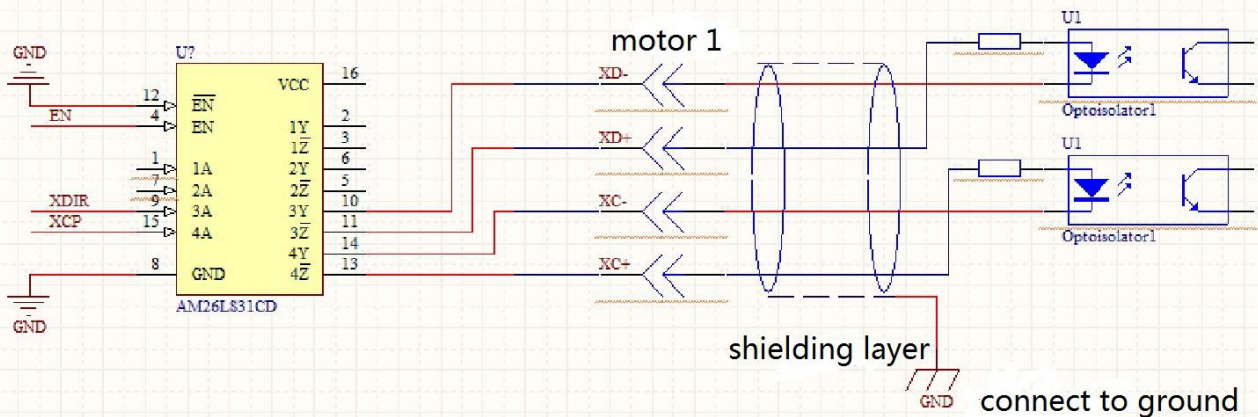 GND
12
EN
EN
4
EN
1
1A
7
2A
XDIR
9
3A
XCP
15
4A
8
GND
GND
U?
VCC
16
1Y
2
1Z
3
2Y
6
2Z
5
3Y
10
3Z
11
4Y
14
4Z
13
AM26LS31CD
motor 1
XD-
XD+
XC-
XC+
shielding layer
GND
connect to ground
U1
Optoisolator1
U1
Optoisolator1